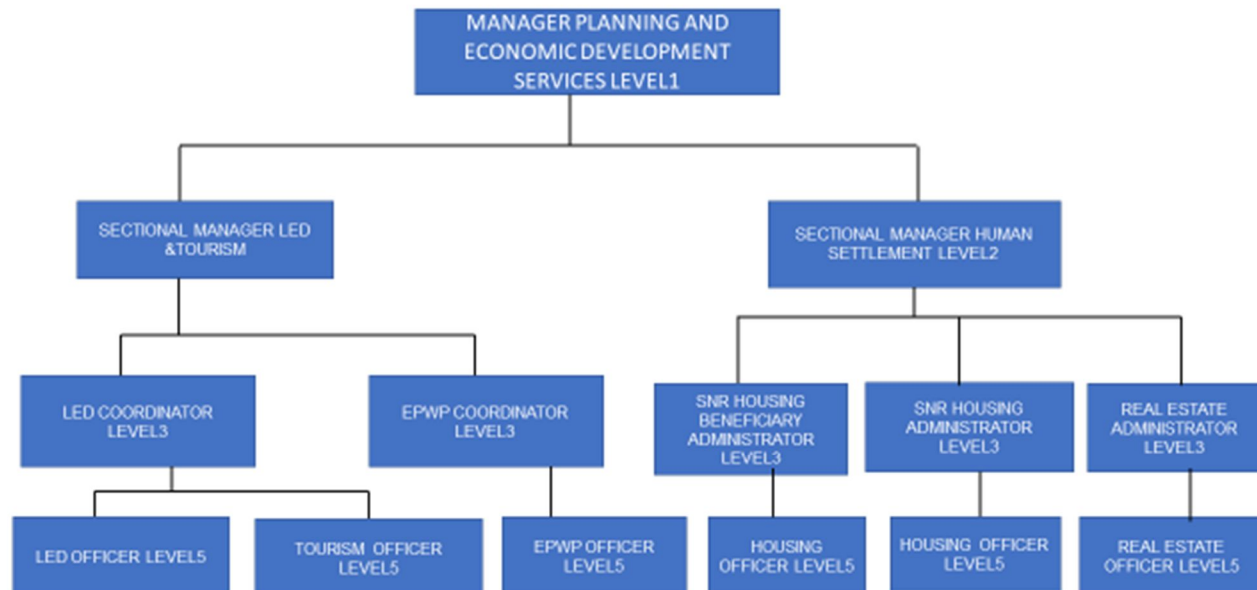 MANAGER PLANNING AND
ECONOMIC DEVELOPMENT
SERVICES LEVEL1
SECTIONAL MANAGER LED
&TOURISM
SECTIONAL MANAGER HUMAN
SETTLEMENT LEVEL2
LED COORDINATOR
LEVEL3
EPWP COORDINATOR
LEVEL3
SNR HOUSING
BENEFICIARY
ADMINISTRATOR
LEVEL3
SNR HOUSING
ADMINISTRATOR
LEVEL3
REAL ESTATE
ADMINISTRATOR
LEVEL3
LED OFFICER LEVEL5
TOURISM OFFICER
LEVEL5
EPWP OFFICER
LEVEL5
HOUSING
OFFICER LEVEL5
HOUSING OFFICER
LEVEL5
REAL ESTATE
OFFICER LEVEL5